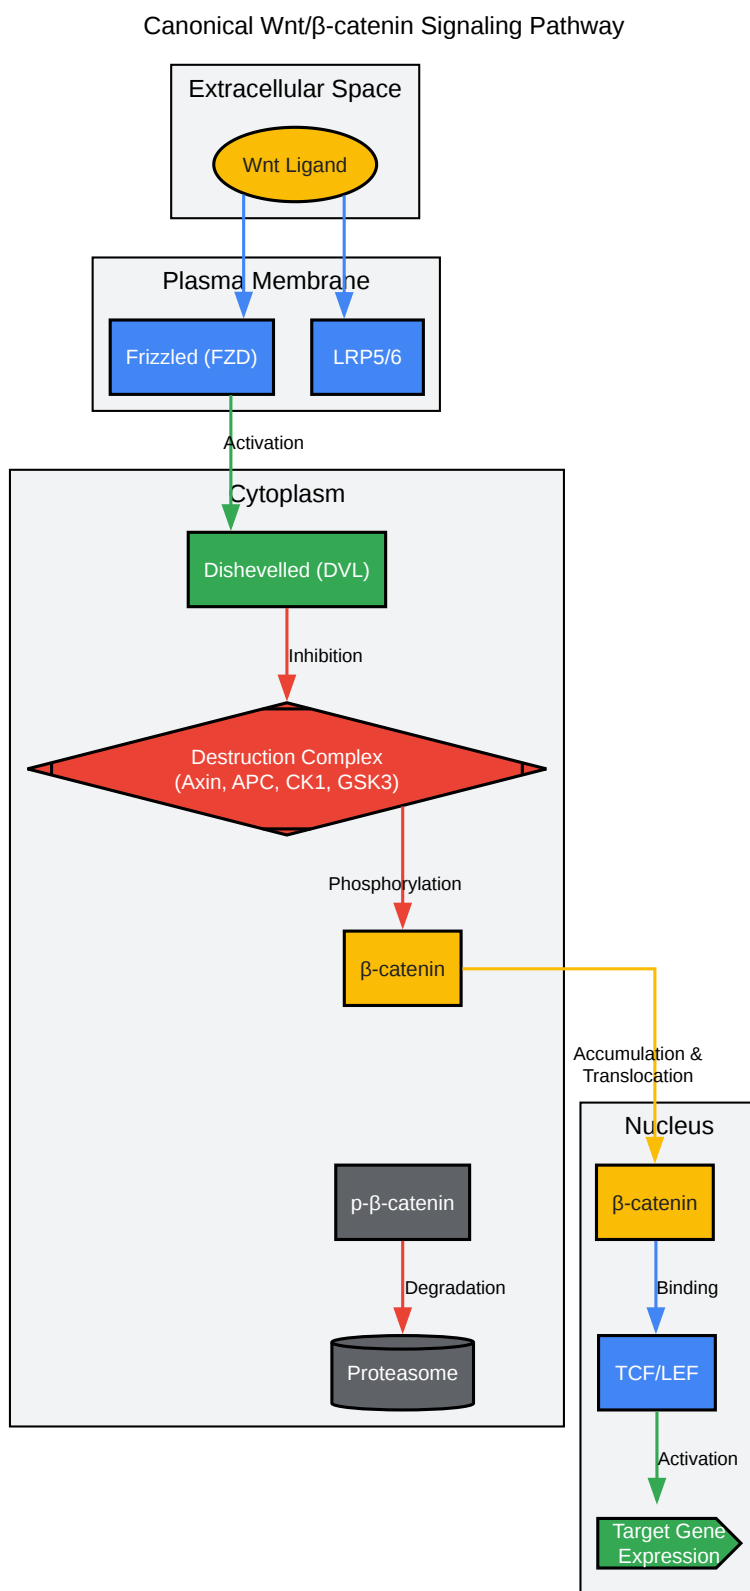 Canonical Wnt/β-catenin Signaling Pathway
Extracellular Space
Wnt Ligand
Plasma Membrane
Frizzled (FZD)
LRP5/6
Activation
Cytoplasm
Dishevelled (DVL)
Inhibition
Destruction Complex
(Axin, APC, CK1, GSK3)
Phosphorylation
β-catenin
Accumulation &
Translocation
Nucleus
p-β-catenin
β-catenin
Degradation
Binding
Proteasome
TCF/LEF
Activation
Target Gene
Expression